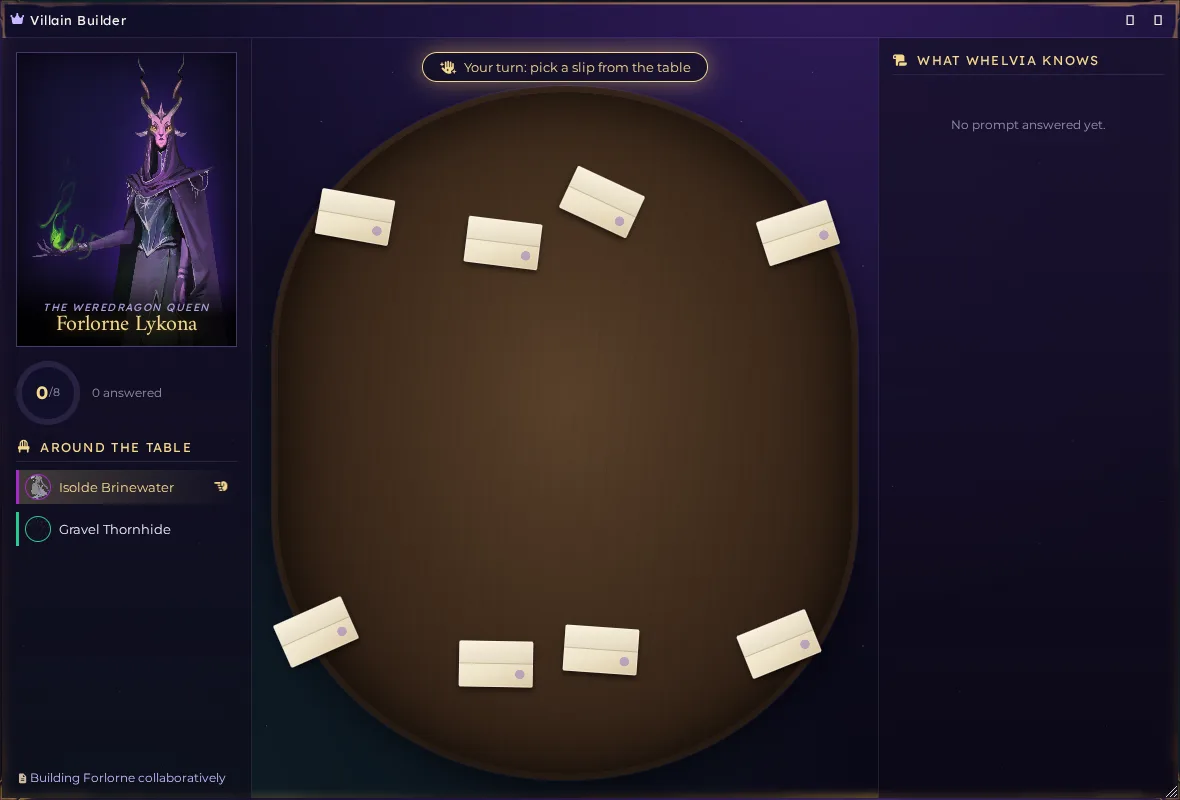 Villain Builder
THE WEREDRAGON QUEEN
Forlorne Lykona
0/8
0 answered
AROUND THE TABLE
Isolde Brinewater
Gravel Thornhide
Building Forlorne collaboratively
Your turn: pick a slip from the table
WHAT WHELVIA KNOWS
No prompt answered yet.